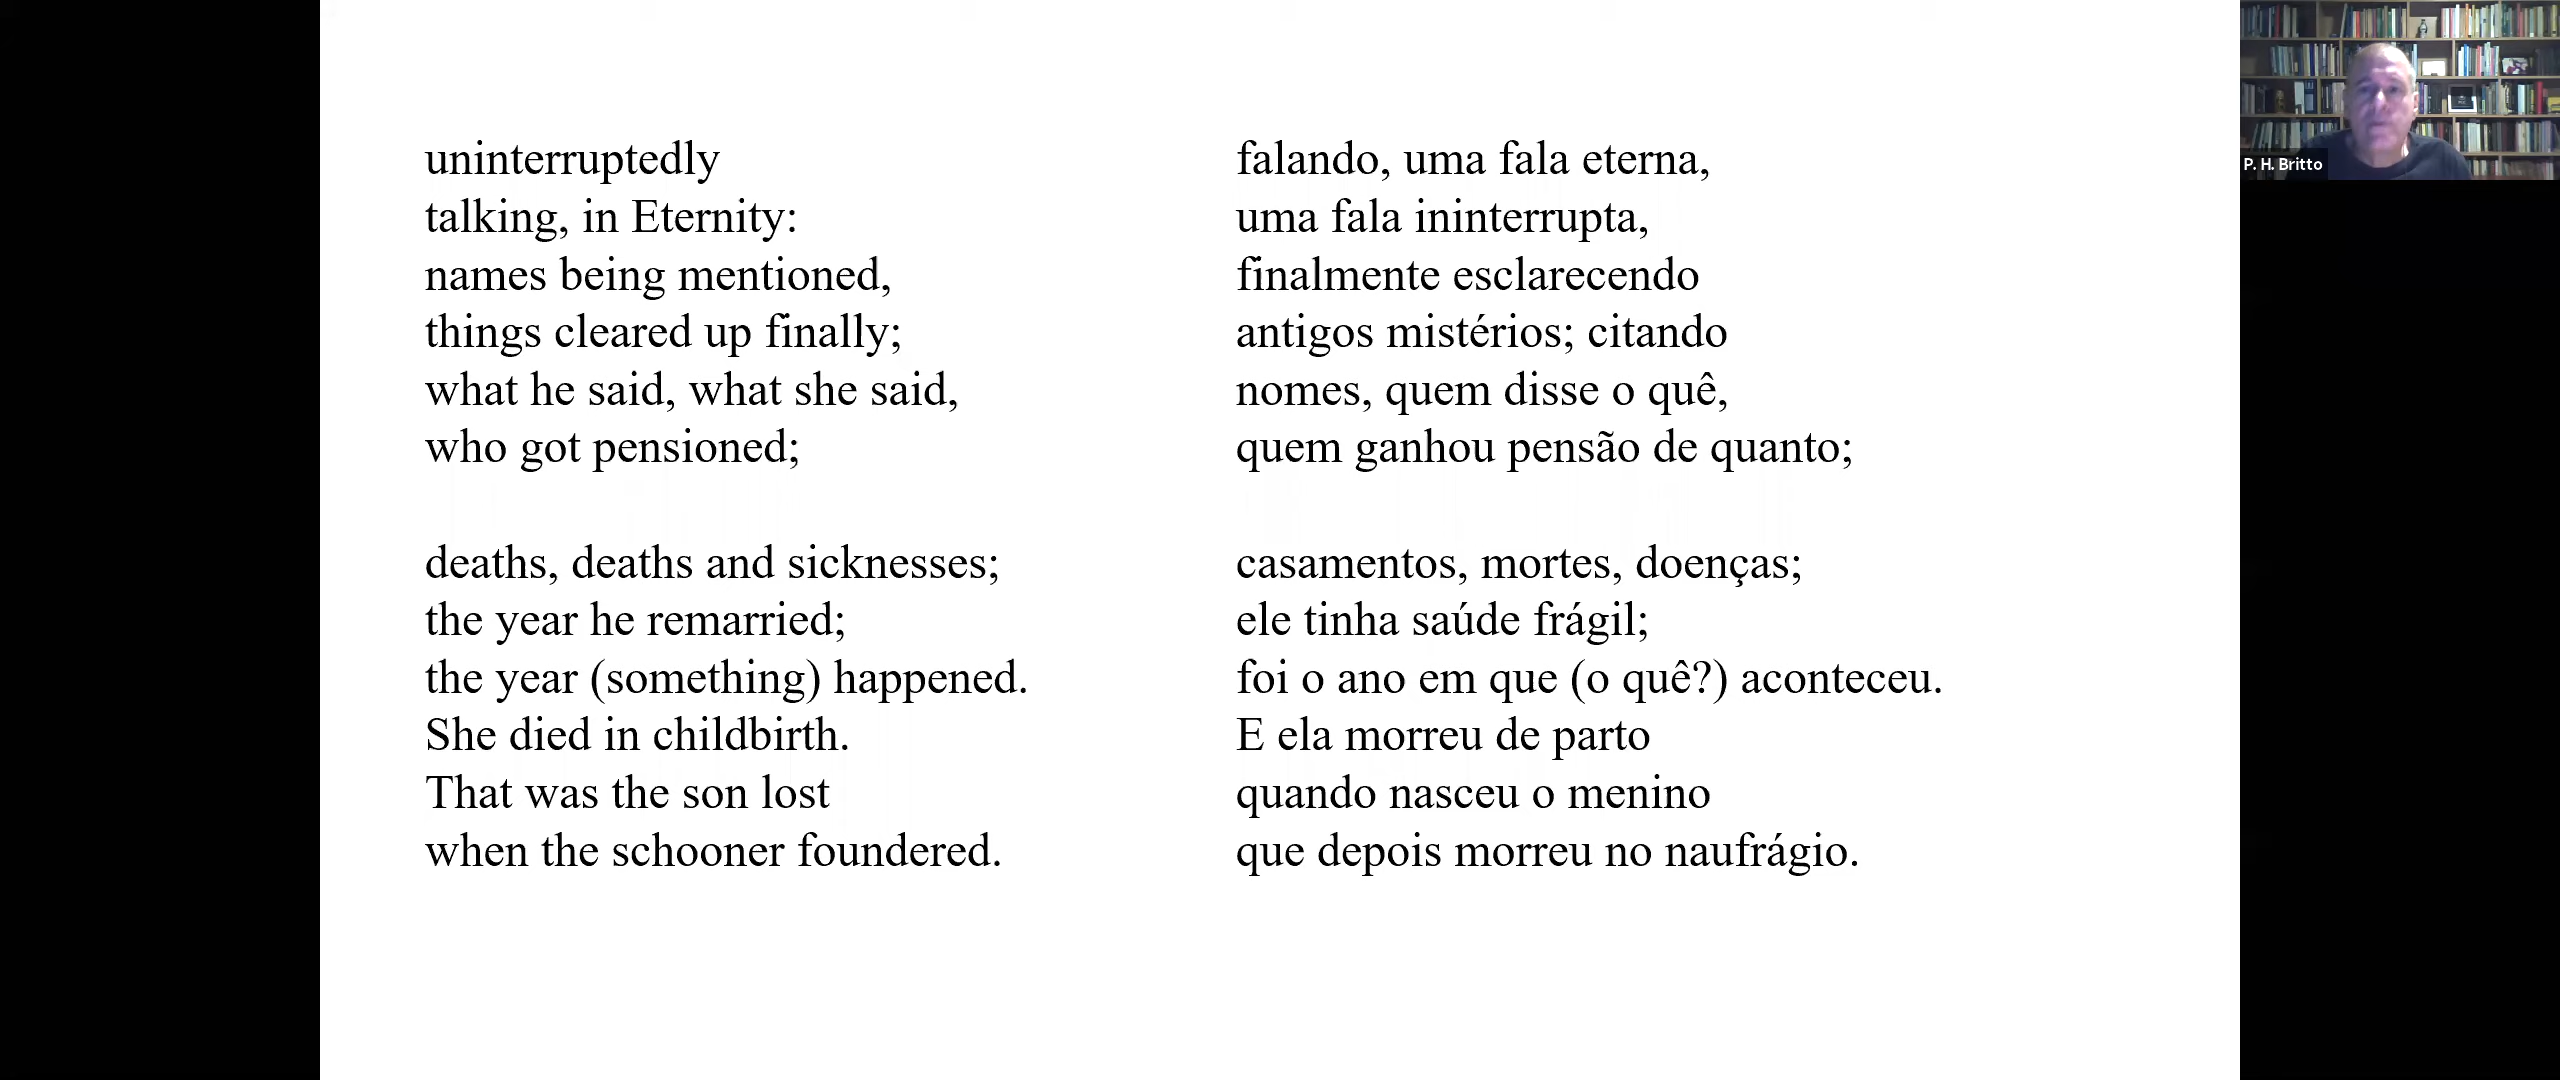 uninterruptedly
talking, in Eternity:
names being mentioned,
things cleared up finally;
what he said, what she said,
who got pensioned;
deaths, deaths and sicknesses;
the year he remarried;
the year (something) happened.
She died in childbirth.
That was the son lost
when the schooner foundered.
falando, uma fala eterna,
uma fala ininterrupta,
finalmente esclarecendo
antigos mistérios; citando
nomes, quem disse o quê,
quem ganhou pensão de quanto;
casamentos, mortes, doenças;
ele tinha saúde frágil;
foi o ano em que (o quê?) aconteceu.
E ela morreu de parto
quando nasceu o menino
que depois morreu no naufrágio.
P. H. Britto